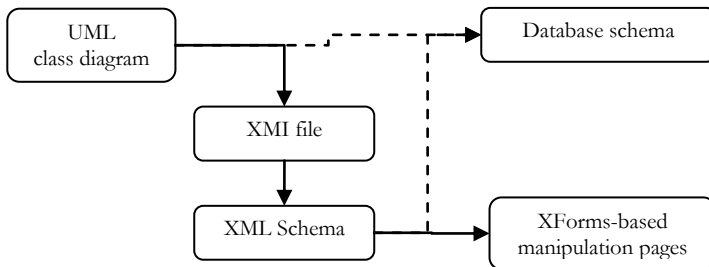 UML
class diagram
Database schema
XMI file
XML Schema
XForms-based
manipulation pages